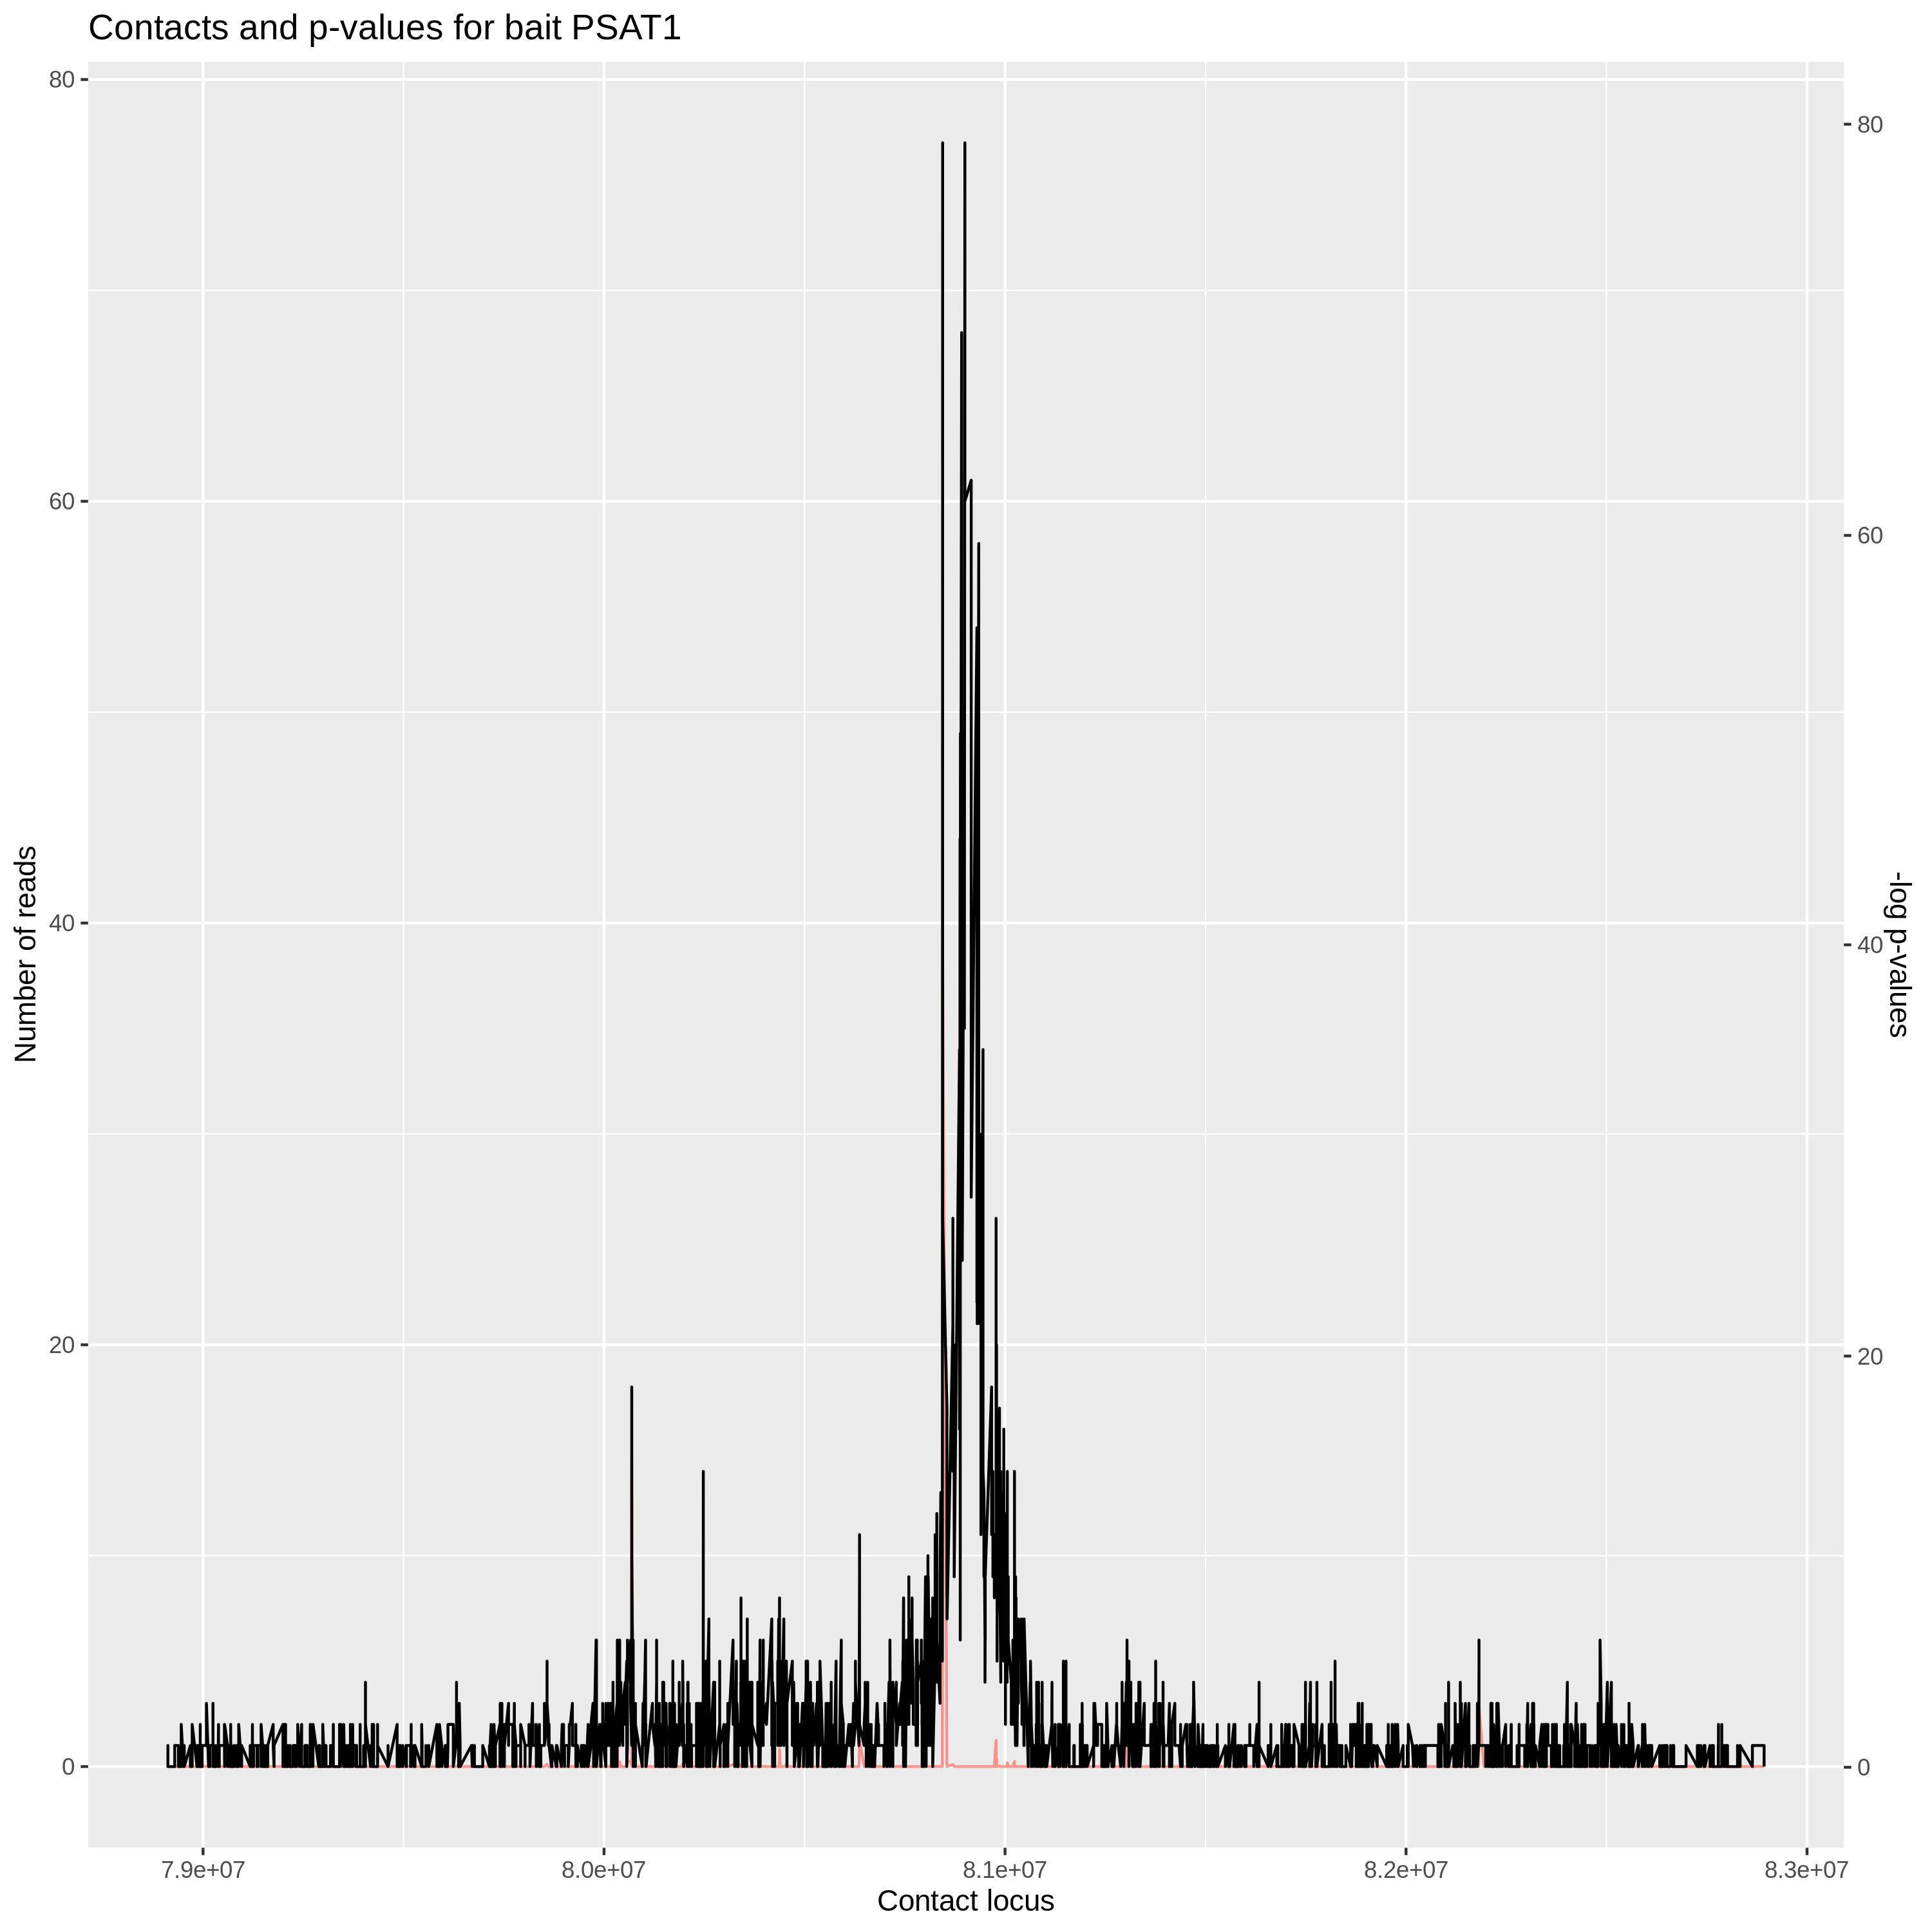 Contacts and p-values for bait PSAT1
80
60
40
20
0
80
60
40
20
0
Number of reads
-log p-values
7.9e+07 8.0e+07 8.1e+07 8.2e+07 8.3e+07
Contact locus